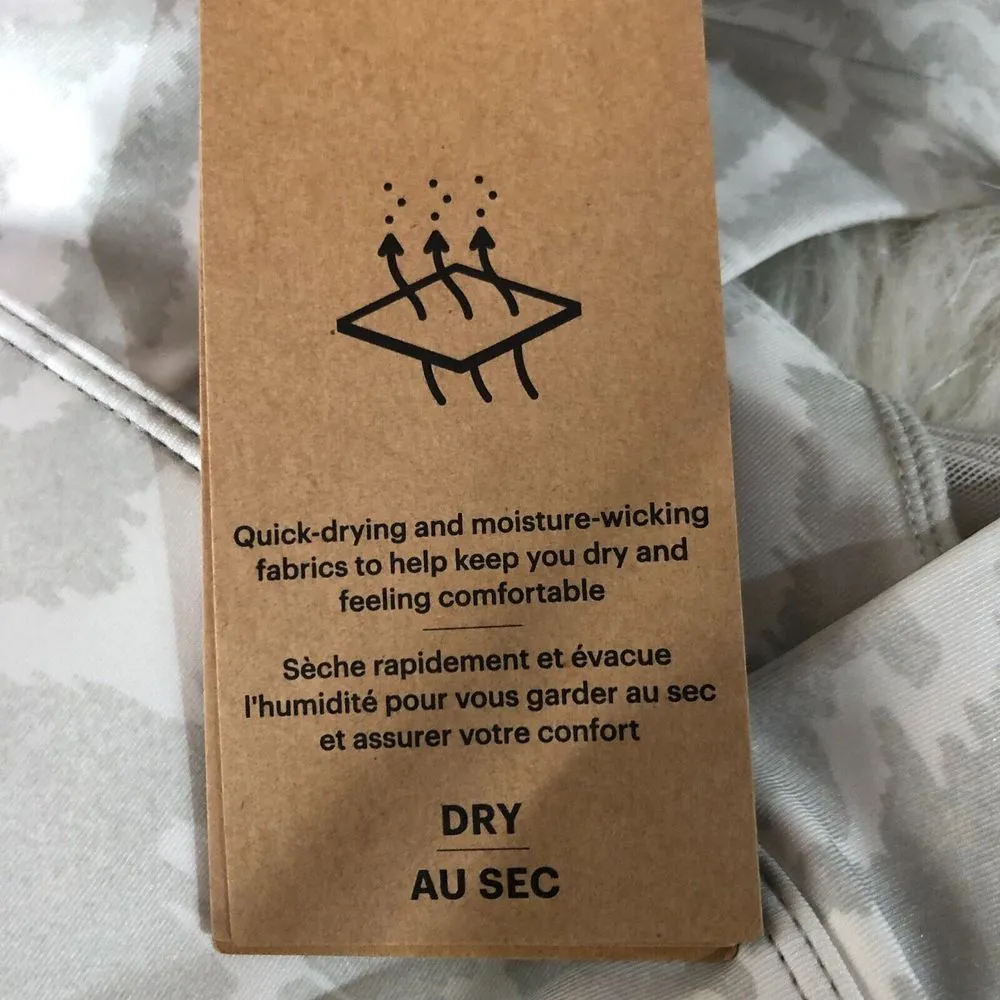 Quick-drying and moisture-wicking
fabrics to help keep you dry and
feeling comfortable
Sèche rapidement et évacue
l'humidité pour vous garder au sec
et assurer votre confort
DRY
AU SEC